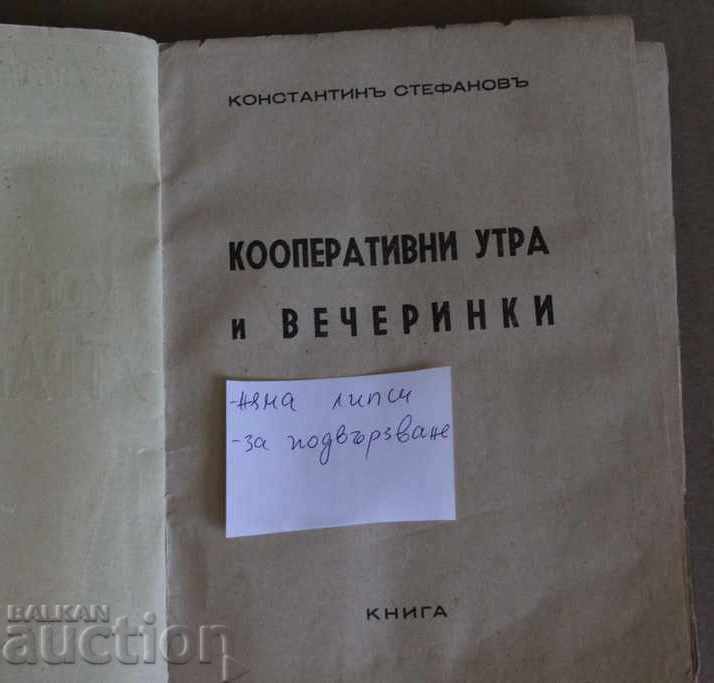 КОНСТАНТИНЪ СТЕФАНОВЪ
КООПЕРАТИВНИ УТРА
И ВЕЧЕРИНКИ
-няма липси
-за подвързване
КНИГА
BALKAN
auction